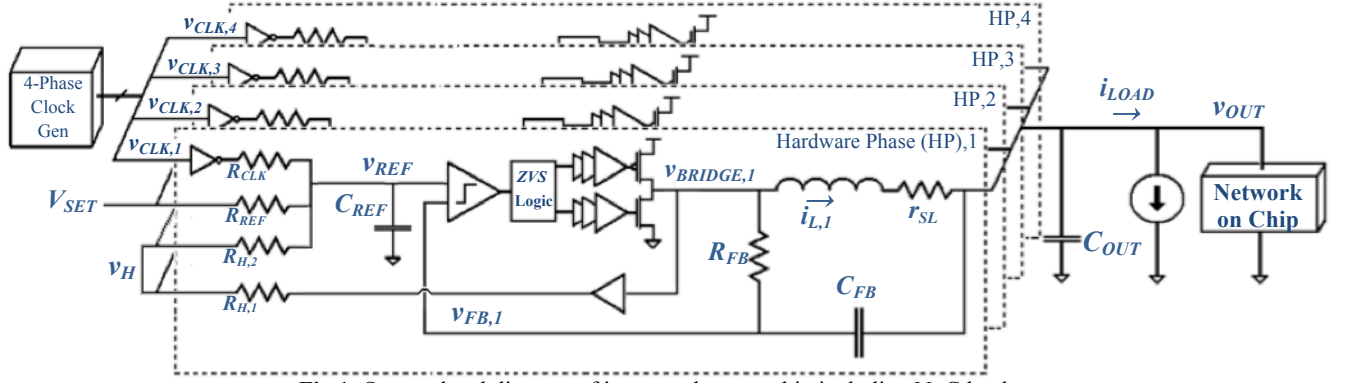 v_CLK,4
HP,4
v_CLK,3
HP,3
4-Phase
Clock
Gen
v_CLK,2
HP,2
i_LOAD
→
v_OUT
v_CLK,1
Hardware Phase (HP),1
R_CLK
v_REF
ZVS
Logic
v_BRIDGE,1
V_SET
R_REF
C_REF
i_L,1
→
r_SL
Network
on Chip
v_H
R_H,2
R_FB
C_OUT
R_H,1
v_FB,1
C_FB